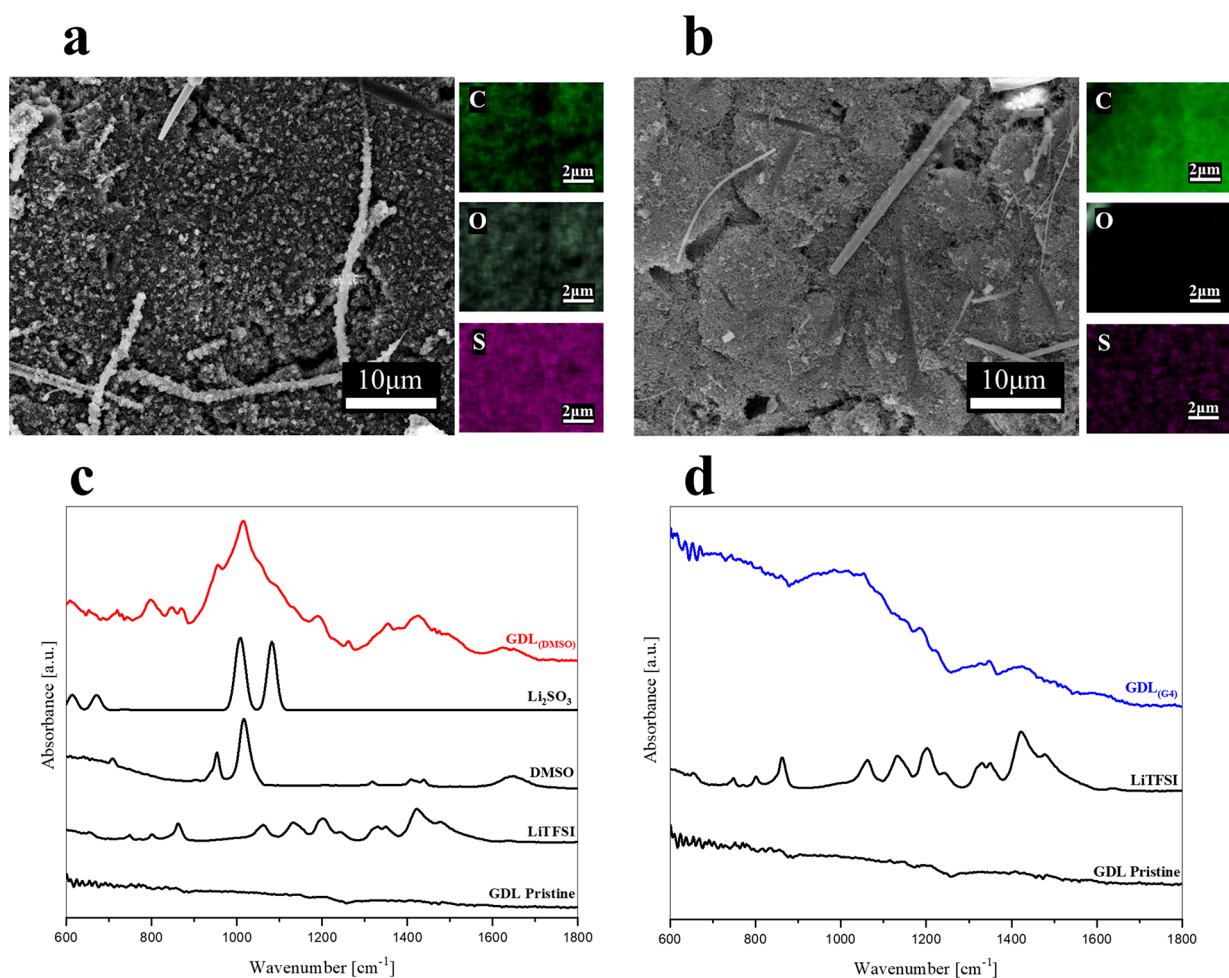 a
b
C
2μm
O
2μm
S
2μm
10μm
C
2μm
O
2μm
S
2μm
10μm
c
d
GDL(DMSO)
Li₂SO₃
DMSO
LiTFSI
GDL Pristine
Absorbance [a.u.]
600 800 1000 1200 1400 1600 1800
Wavenumber [cm⁻¹]
GDL(G4)
LiTFSI
GDL Pristine
Absorbance [a.u.]
600 800 1000 1200 1400 1600 1800
Wavenumber [cm⁻¹]